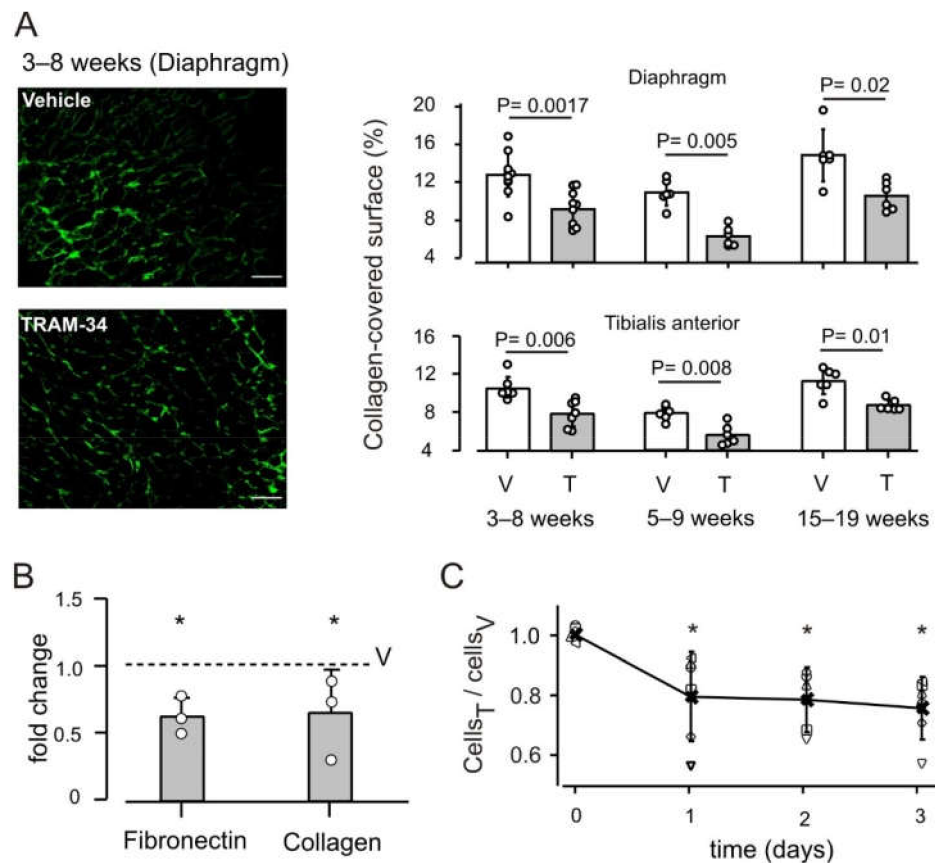 A
3–8 weeks (Diaphragm)
Vehicle
TRAM-34
Collagen-covered surface (%)
Diaphragm
P= 0.0017
P= 0.005
P= 0.02
20
16
12
8
4
Tibialis anterior
P= 0.006
P= 0.008
P= 0.01
16
12
8
4
V T V T V T
3–8 weeks 5–9 weeks 15–19 weeks
B
fold change
1.5
1.0
0.5
0
* *
V
Fibronectin Collagen
C
Cells_T / cells_V
1.0
0.8
0.6
* * *
0 1 2 3
time (days)